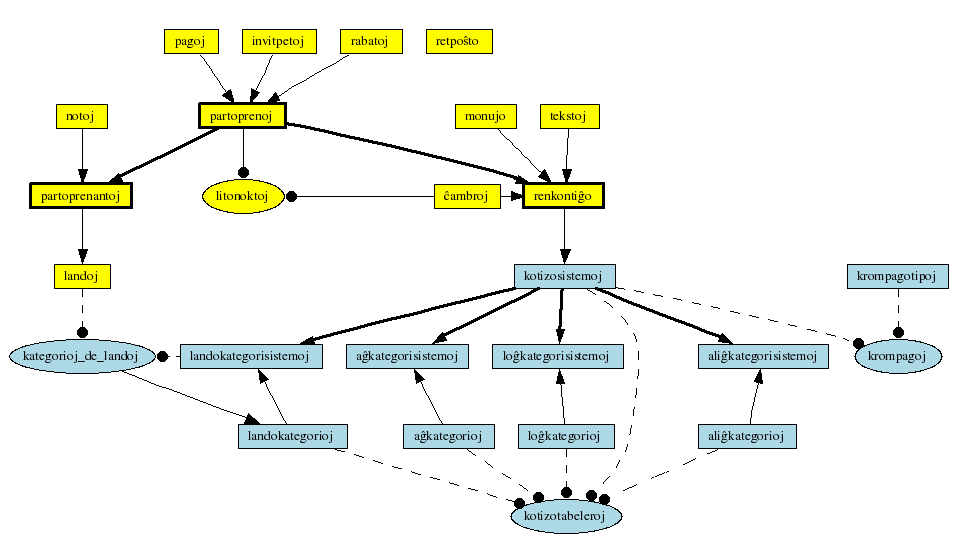 pagoj
invitpetoj
rabatoj
retpoŝto
notoj
partoprenoj
monujo
tekstoj
partoprenantoj
litonoktoj
ĉambroj
renkontiĝo
landoj
kotizosistemoj
krompagotipoj
kategorioj_de_landoj
landokategorisistemoj
aĝkategorisistemoj
loĝkategorisistemoj
aliĝkategorisistemoj
krompagoj
landokategorioj
aĝkategorioj
loĝkategorioj
aliĝkategorioj
kotizotabeleroj